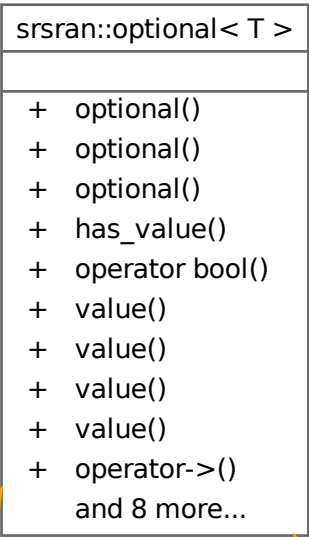 srsran::optional< T >
+ optional()
+ optional()
+ optional()
+ has_value()
+ operator bool()
+ value()
+ value()
+ value()
+ value()
+ operator->()
and 8 more...